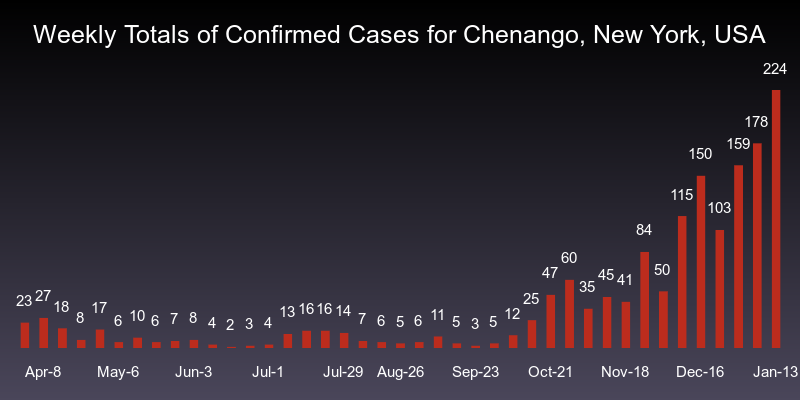 Weekly Totals of Confirmed Cases for Chenango, New York, USA
23 27 18 8 17 6 10 6 7 8 4 2 3 4 13 16 16 14 7 6 5 6 11 5 3 5 12 25 47 60 35 45 41 84 50 115 150 103 159 178 224
Apr-8 May-6 Jun-3 Jul-1 Jul-29 Aug-26 Sep-23 Oct-21 Nov-18 Dec-16 Jan-13